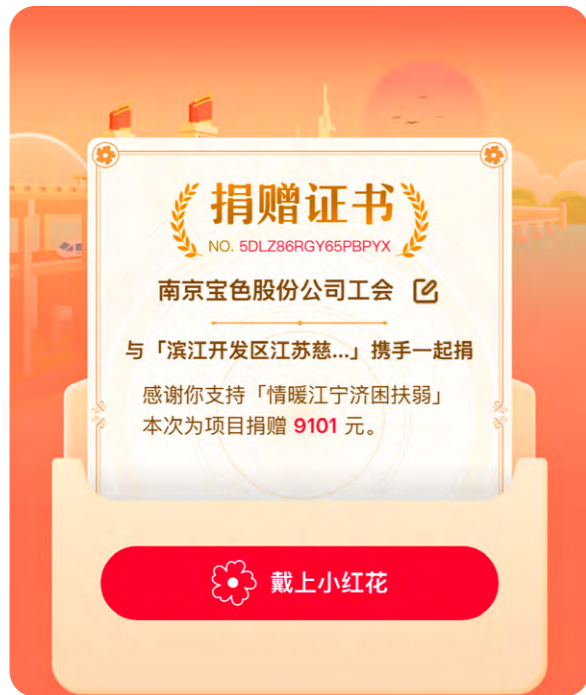 捐赠证书
NO. 5DLZ86RGY65PBPYX
南京宝色股份公司工会
与「滨江开发区江苏慈...」携手一起捐
感谢你支持「情暖江宁济困扶弱」
本次为项目捐赠 9101 元。
戴上小红花